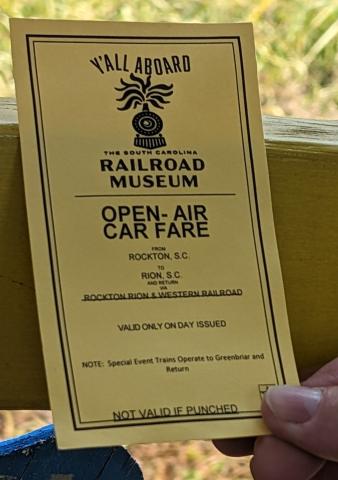 Y'ALL ABOARD
THE SOUTH CAROLINA
RAILROAD
MUSEUM
OPEN- AIR
CAR FARE
FROM
ROCKTON, S.C.
TO
RION, S.C.
AND RETURN
VIA
ROCKTON RION & WESTERN RAILROAD
VALID ONLY ON DAY ISSUED
NOTE: Special Event Trains Operate to Greenbriar and
Return
NOT VALID IF PUNCHED